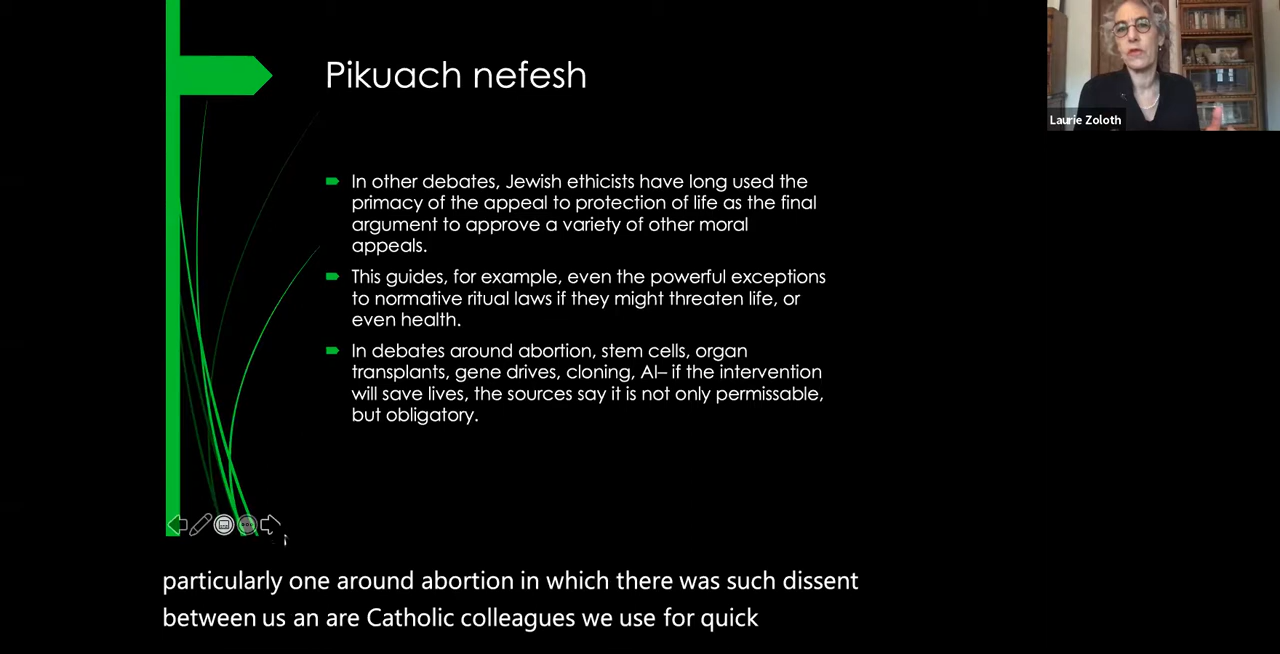 Pikuach nefesh
Laurie Zoloth
In other debates, Jewish ethicists have long used the
primacy of the appeal to protection of life as the final
argument to approve a variety of other moral
appeals.
This guides, for example, even the powerful exceptions
to normative ritual laws if they might threaten life, or
even health.
In debates around abortion, stem cells, organ
transplants, gene drives, cloning, AI– if the intervention
will save lives, the sources say it is not only permissable,
but obligatory.
particularly one around abortion in which there was such dissent
between us an are Catholic colleagues we use for quick